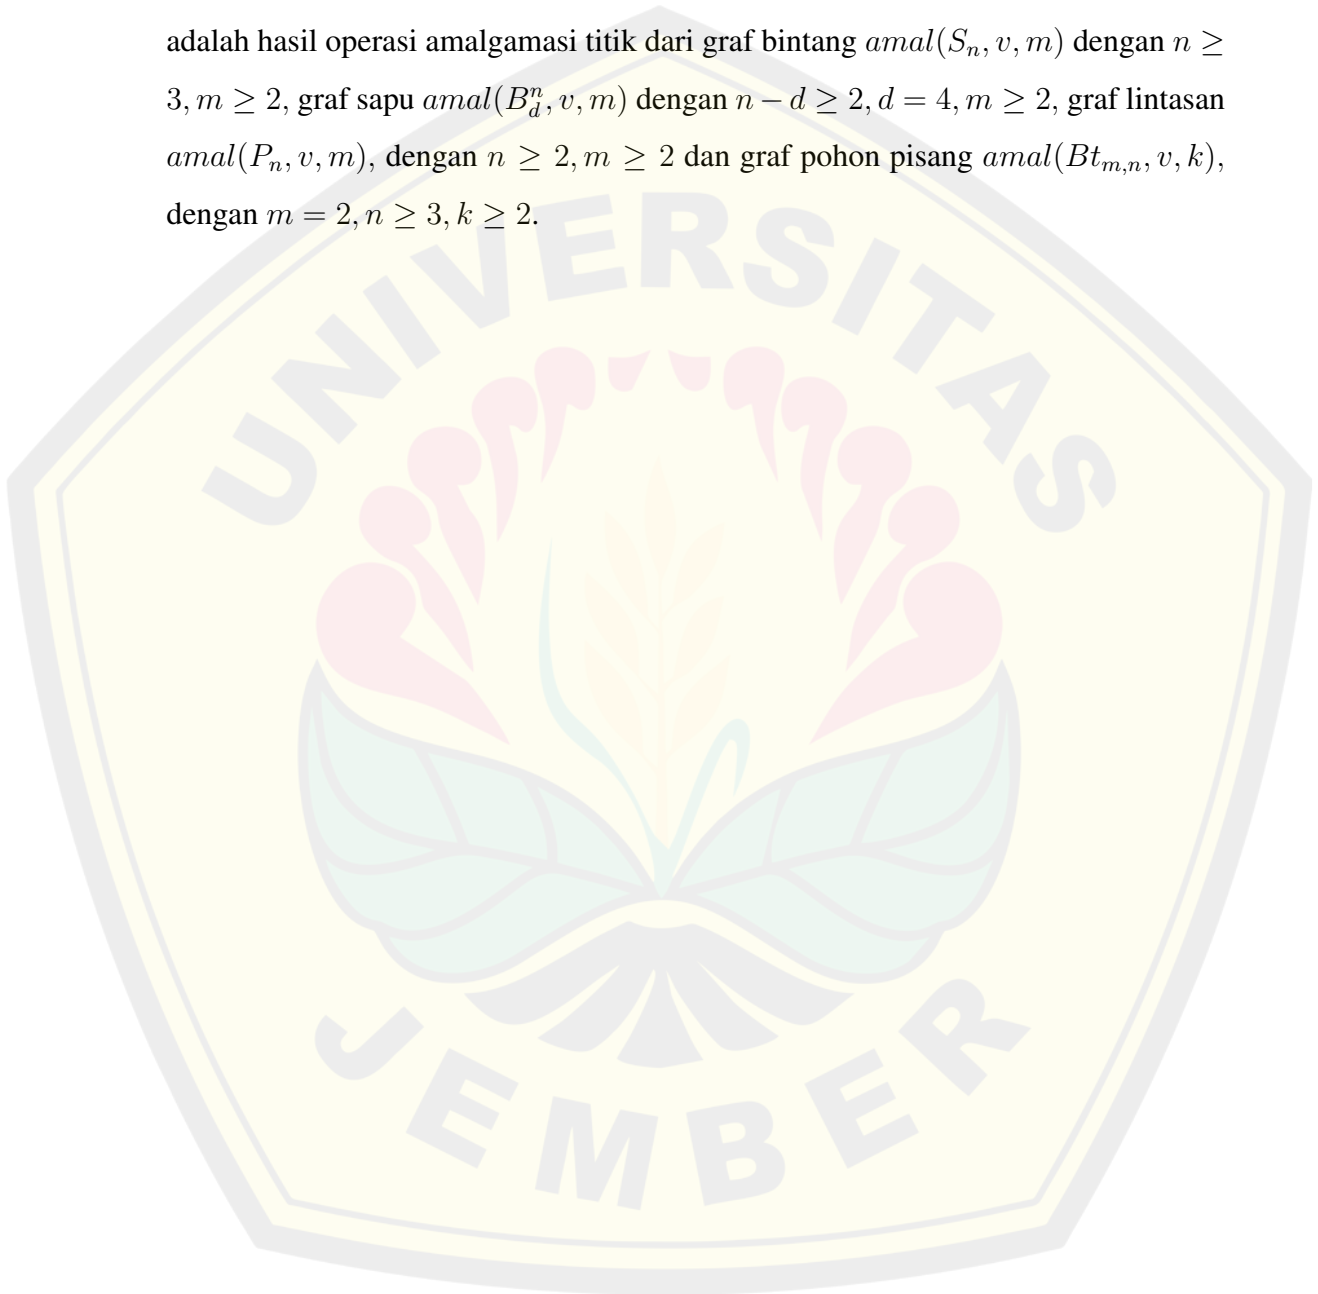 adalah hasil operasi amalgamasi titik dari graf bintang amal(Sₙ, v, m) dengan n ≥
3, m ≥ 2, graf sapu amal(B_d^n, v, m) dengan n − d ≥ 2, d = 4, m ≥ 2, graf lintasan
amal(Pₙ, v, m), dengan n ≥ 2, m ≥ 2 dan graf pohon pisang amal(Bt_{m,n}, v, k),
dengan m = 2, n ≥ 3, k ≥ 2.
UNIVERSITAS
JEMBER